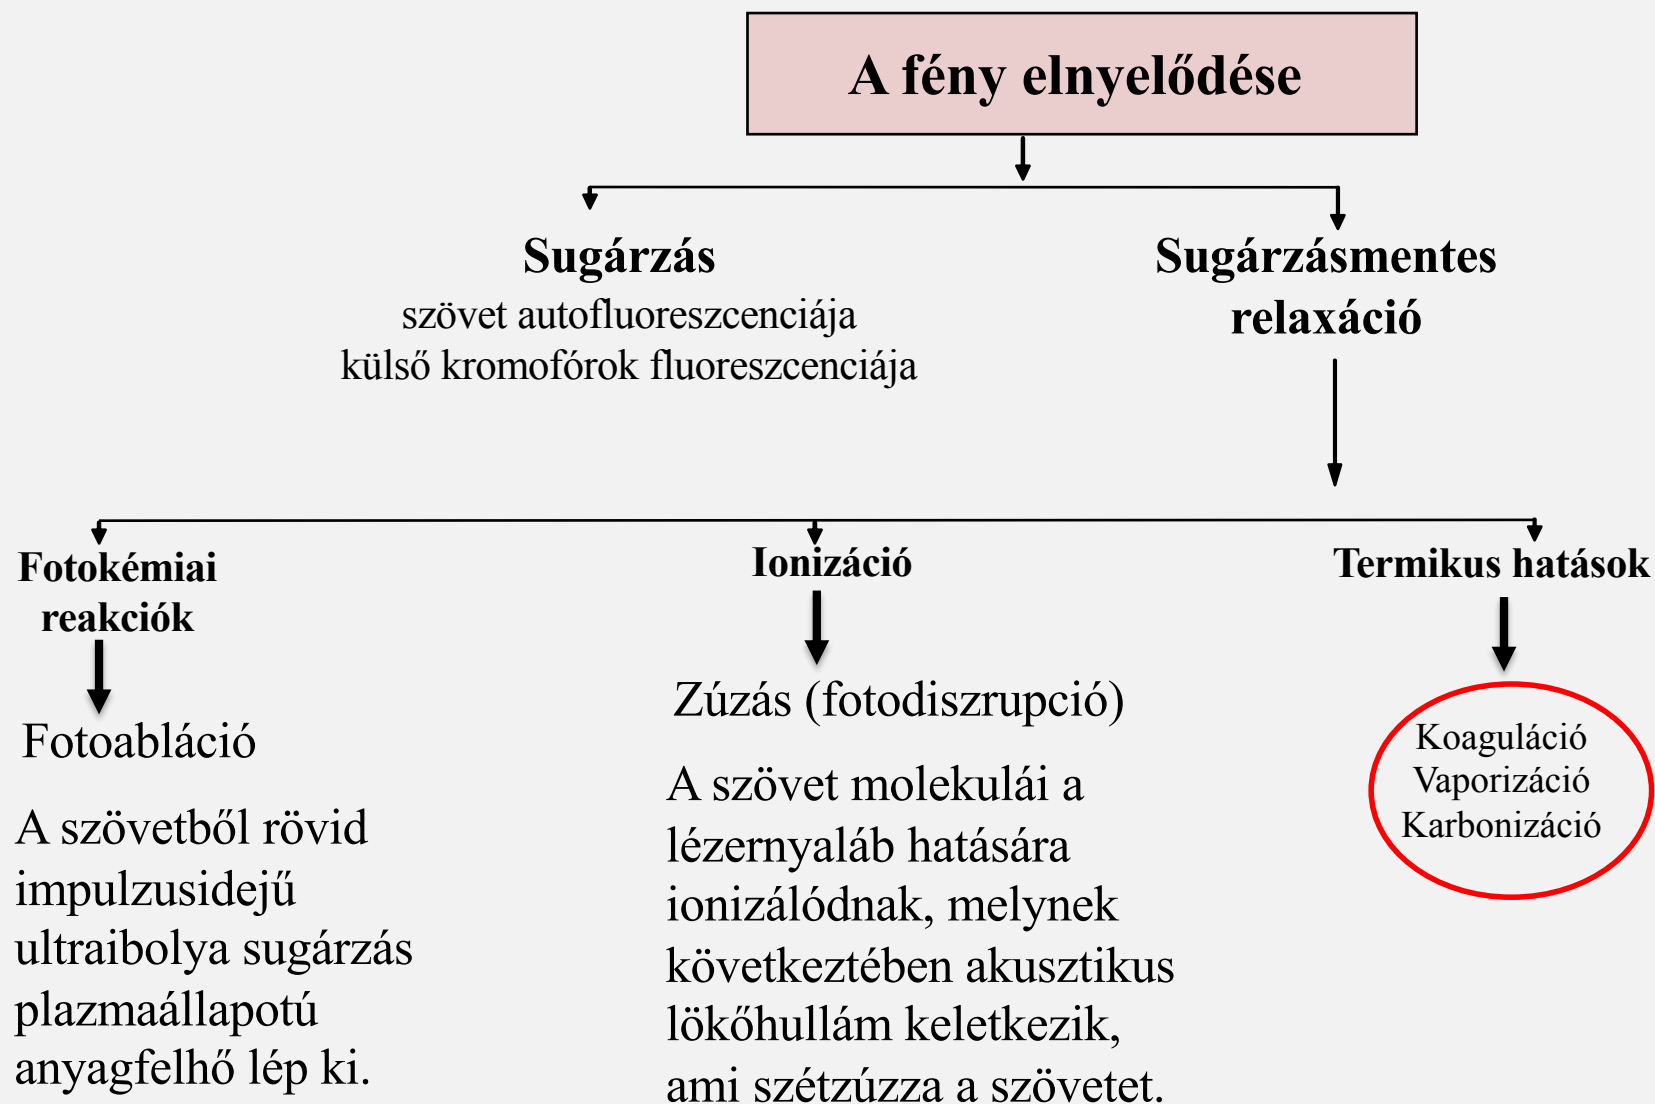 A fény elnyelődése
Sugárzás
szövet autofluoreszcenciája
külső kromofórok fluoreszcenciája
Sugárzásmentes
relaxáció
Fotokémiai
reakciók
Fotoabláció
A szövetből rövid
impulzusidejű
ultraibolya sugárzás
plazmaállapotú
anyagfelhő lép ki.
Ionizáció
Zúzás (fotodiszrupció)
A szövet molekulái a
lézernyaláb hatására
ionizálódnak, melynek
következtében akusztikus
lökőhullám keletkezik,
ami szétzúzza a szövetet.
Termikus hatások
Koaguláció
Vaporizáció
Karbonizáció